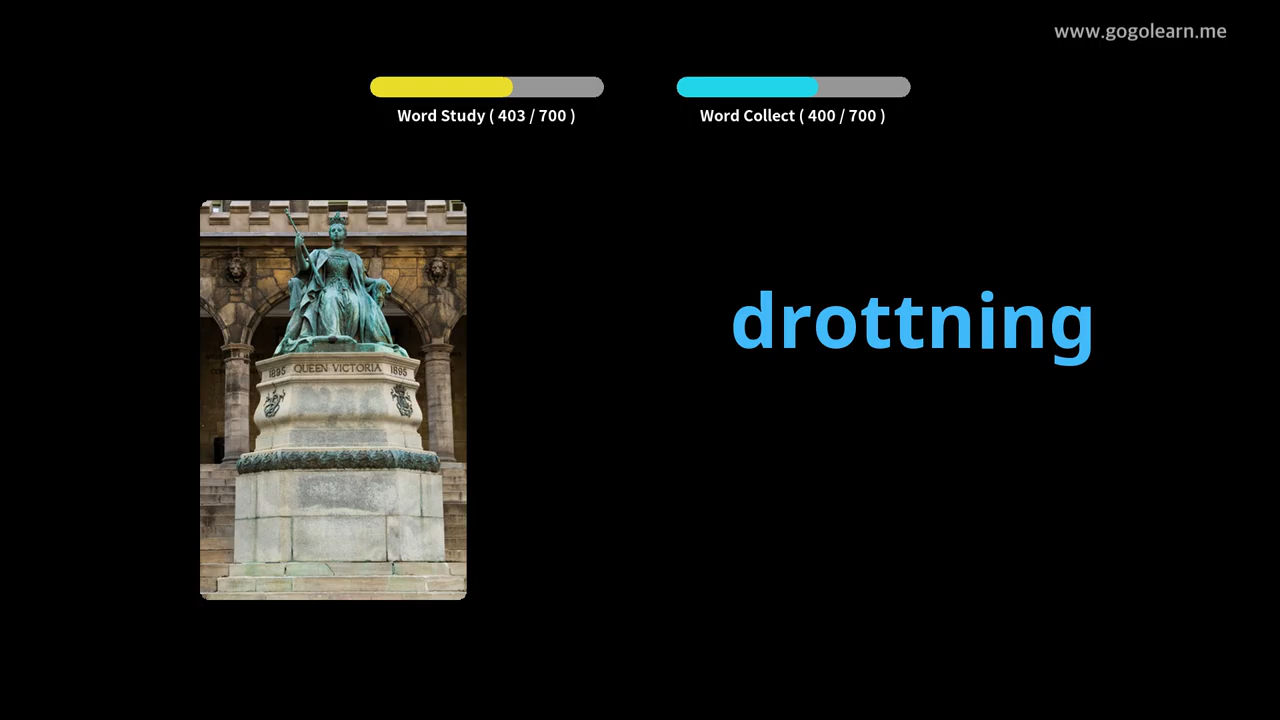 www.gogolearn.me
Word Study ( 403 / 700 )
Word Collect ( 400 / 700 )
drottning
1895 QUEEN VICTORIA 1895